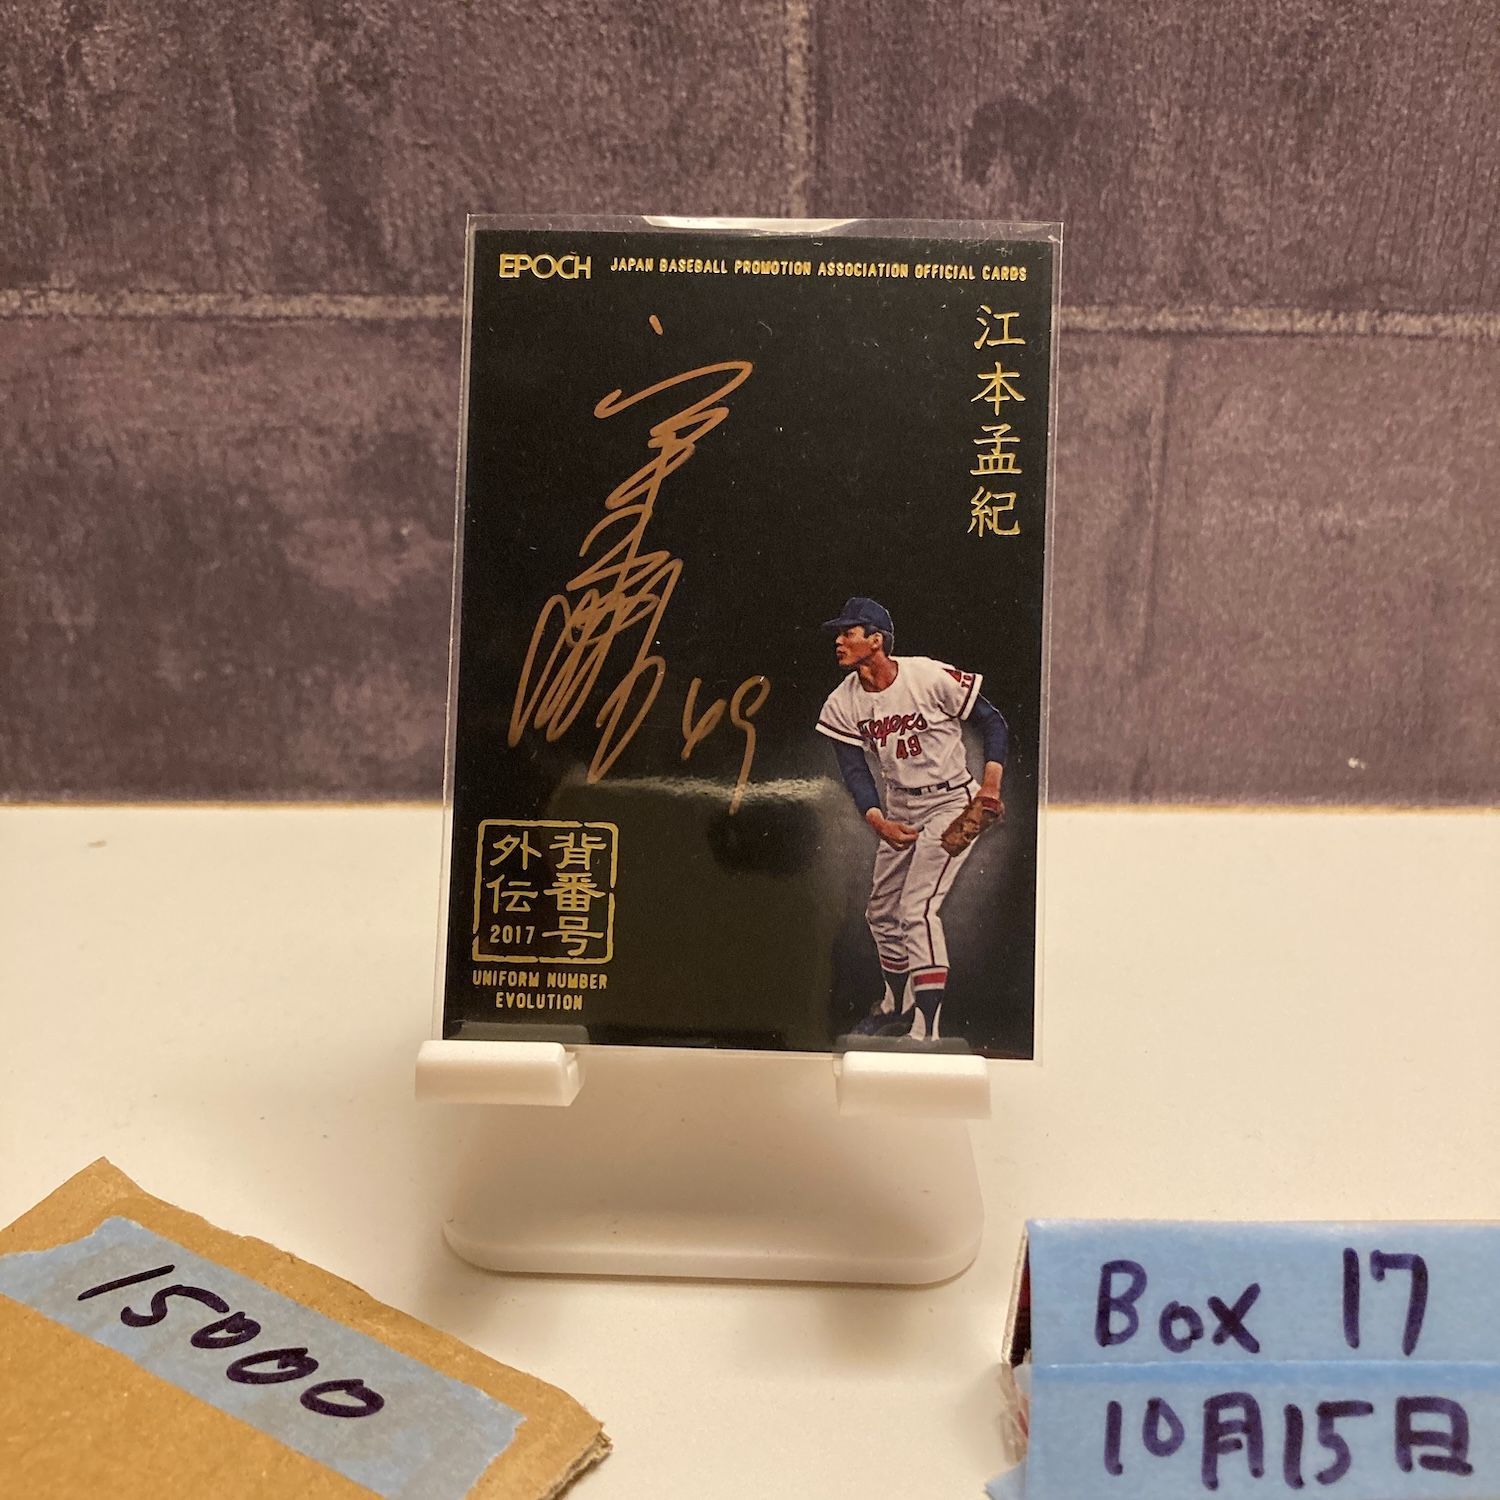 EPOCH JAPAN BASEBALL PROMOTION ASSOCIATION OFFICIAL CARDS
江本孟紀
49
49
背番号
外伝
2017
UNIFORM NUMBER
EVOLUTION
15000
Box 17
10月15日